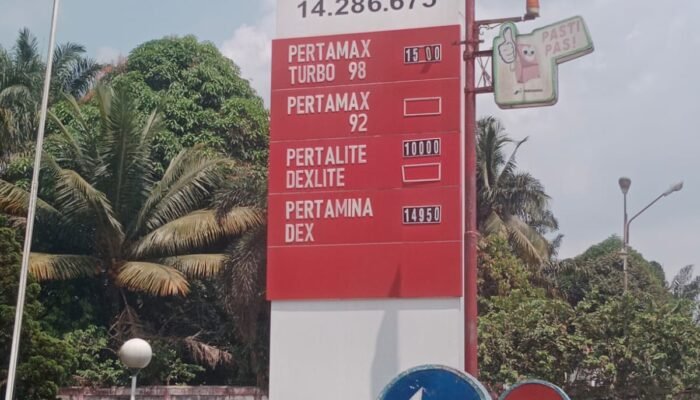 14.286.675
PERTAMAX
TURBO 98
15 00
PERTAMAX
92
PERTALITE
10000
DEXLITE
PERTAMINA
DEX
14950
PASTI
PAS!